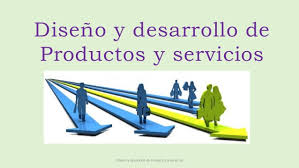 Diseño y desarrollo de
Productos y servicios